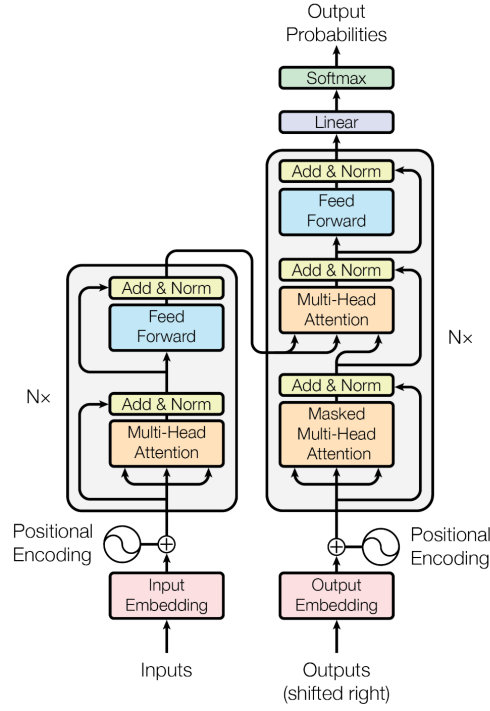 Output
Probabilities
Softmax
Linear
Add & Norm
Feed
Forward
Add & Norm
Multi-Head
Attention
Add & Norm
Masked
Multi-Head
Attention
N×
Positional
Encoding
Output
Embedding
Outputs
(shifted right)
Add & Norm
Feed
Forward
Add & Norm
Multi-Head
Attention
N×
Positional
Encoding
Input
Embedding
Inputs